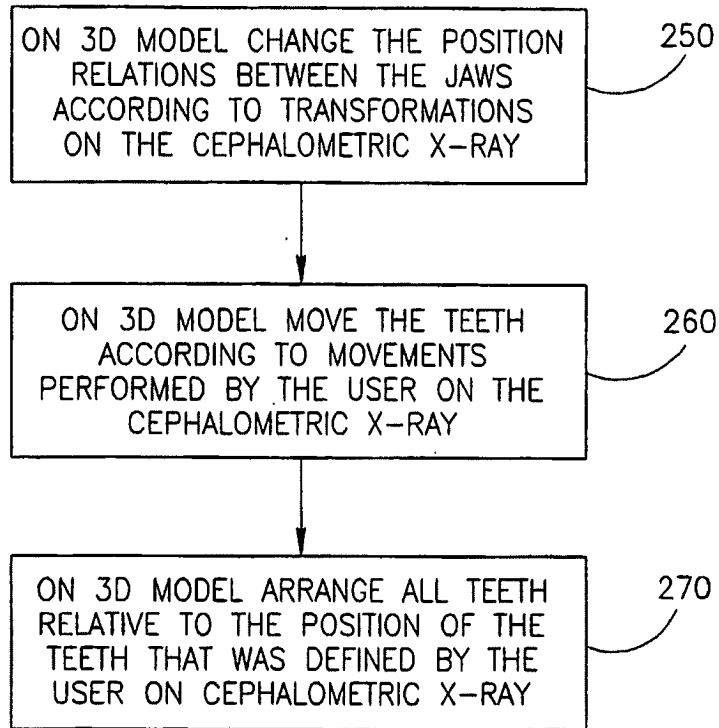 ON 3D MODEL CHANGE THE POSITION
RELATIONS BETWEEN THE JAWS
ACCORDING TO TRANSFORMATIONS
ON THE CEPHALOMETRIC X-RAY
250
ON 3D MODEL MOVE THE TEETH
ACCORDING TO MOVEMENTS
PERFORMED BY THE USER ON THE
CEPHALOMETRIC X-RAY
260
ON 3D MODEL ARRANGE ALL TEETH
RELATIVE TO THE POSITION OF THE
TEETH THAT WAS DEFINED BY THE
USER ON CEPHALOMETRIC X-RAY
270